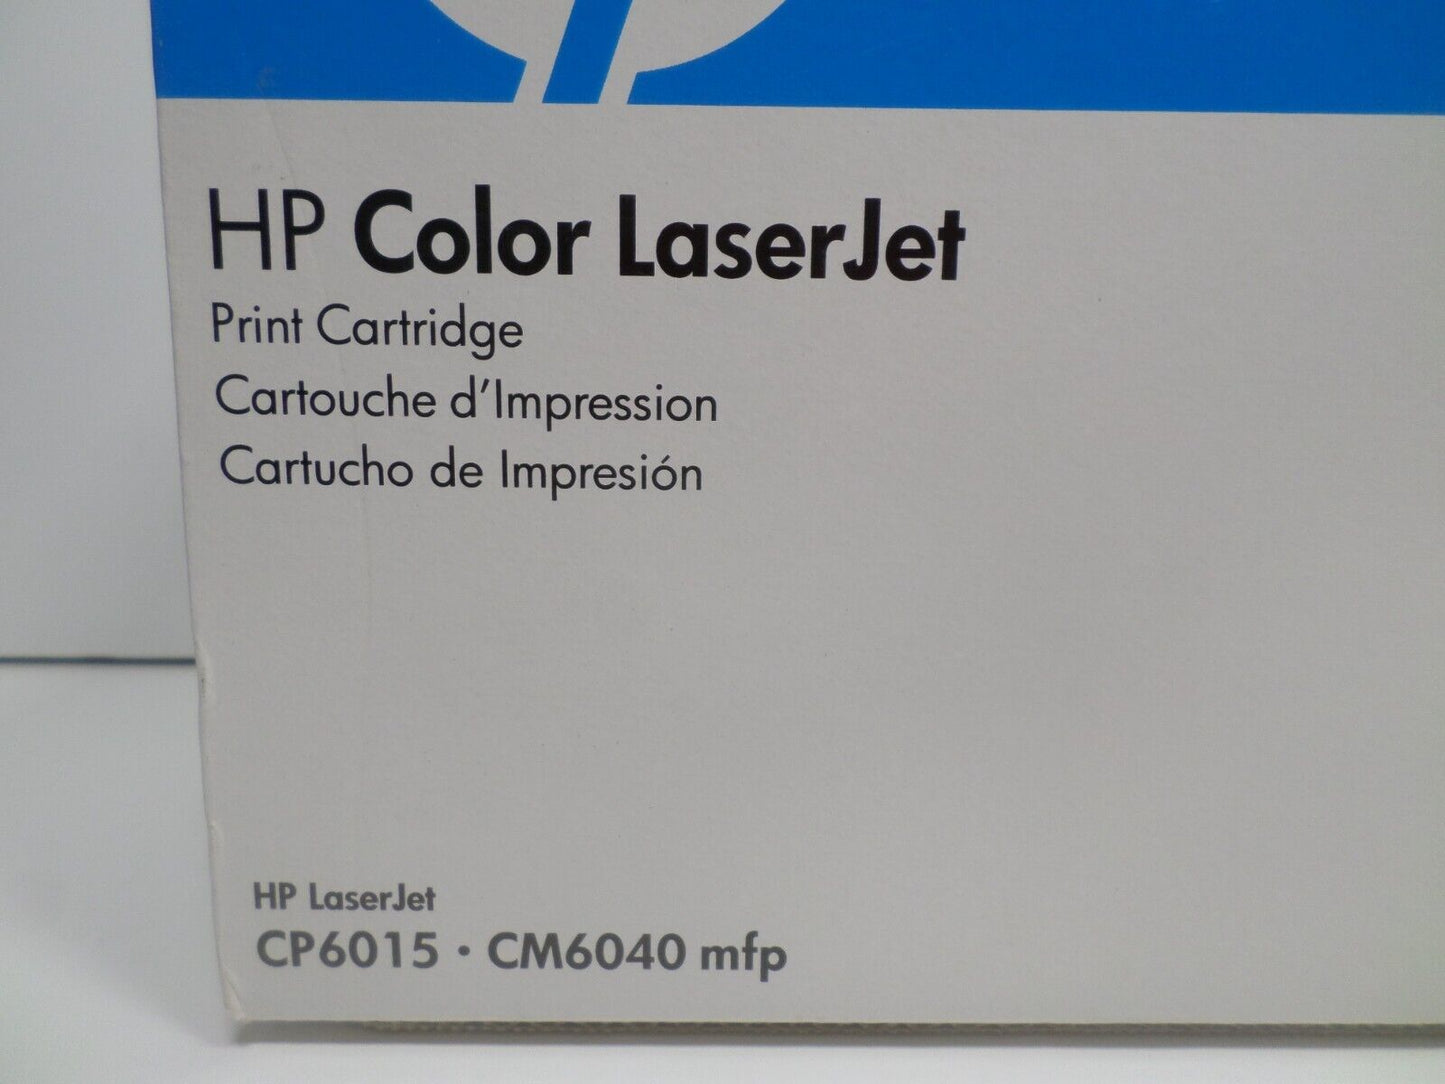 HP Color LaserJet
Print Cartridge
Cartouche d'Impression
Cartucho de Impresión
HP LaserJet
CP6015 · CM6040 mfp